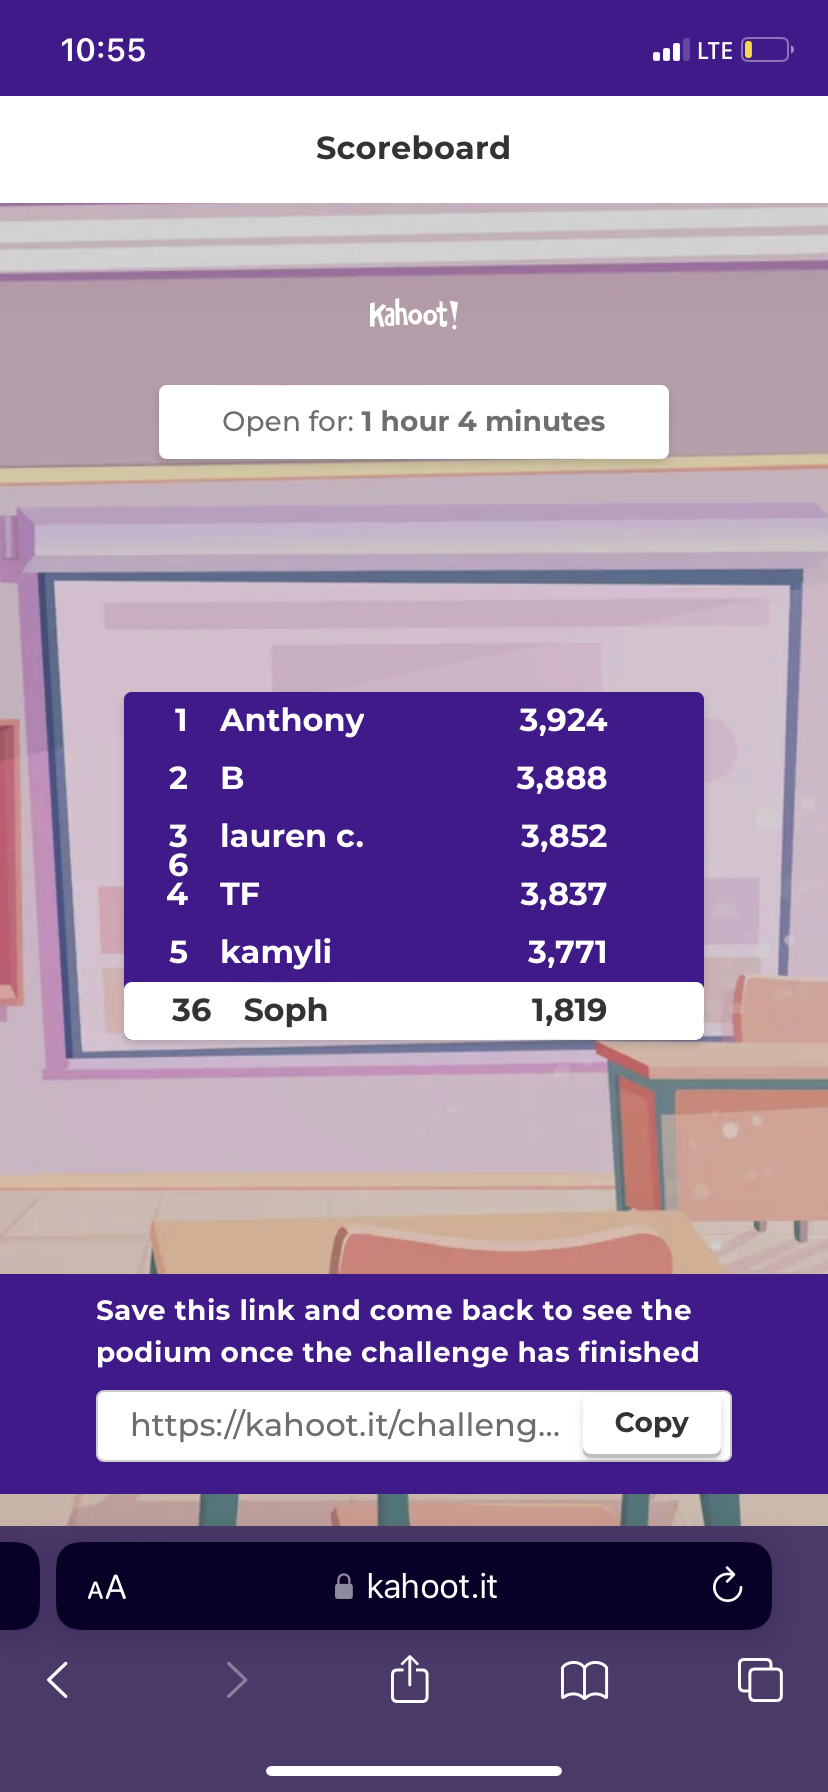 10:55 LTE
Scoreboard
Kahoot!
Open for: 1 hour 4 minutes
1 Anthony 3,924
2 B 3,888
3 lauren c. 3,852
6
4 TF 3,837
5 kamyli 3,771
36 Soph 1,819
Save this link and come back to see the
podium once the challenge has finished
https://kahoot.it/challeng... Copy
AA kahoot.it